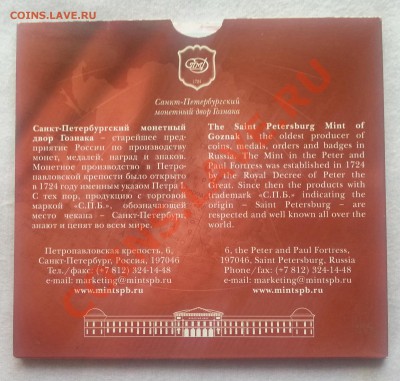 COINS.LAVE.RU
1724
Санкт-Петербургский
монетный двор Гознака
Санкт-Петербургский монетный
двор Гознака – старейшее пред-
приятие России по производству
монет, медалей, наград и знаков.
Монетное производство в Петро-
павловской крепости было открыто
в 1724 году именным указом Петра I.
С тех пор, продукцию с торговой
маркой «С.П.Б.», обозначающей
место чекана – Санкт-Петербург,
знают и ценят во всем мире.
Петропавловская крепость, 6,
Санкт-Петербург, Россия, 197046
Тел./факс: (+7 812) 324-14-48
e-mail: marketing@mintspb.ru
www.mintspb.ru
The Saint Petersburg Mint of
Goznak is the oldest producer of
coins, medals, orders and badges in
Russia. The Mint in the Peter and
Paul Fortress was established in 1724
by the Royal Decree of Peter the
Great. Since then the products with
trademark «С.П.Б.» indicating the
origin – Saint Petersburg – are
respected and well known all over the
world.
6, the Peter and Paul Fortress,
197046, Saint Petersburg, Russia
Phone/fax: (+7 812) 324-14-48
e-mail: marketing@mintspb.ru
www.mintspb.ru
coins.lave.ru